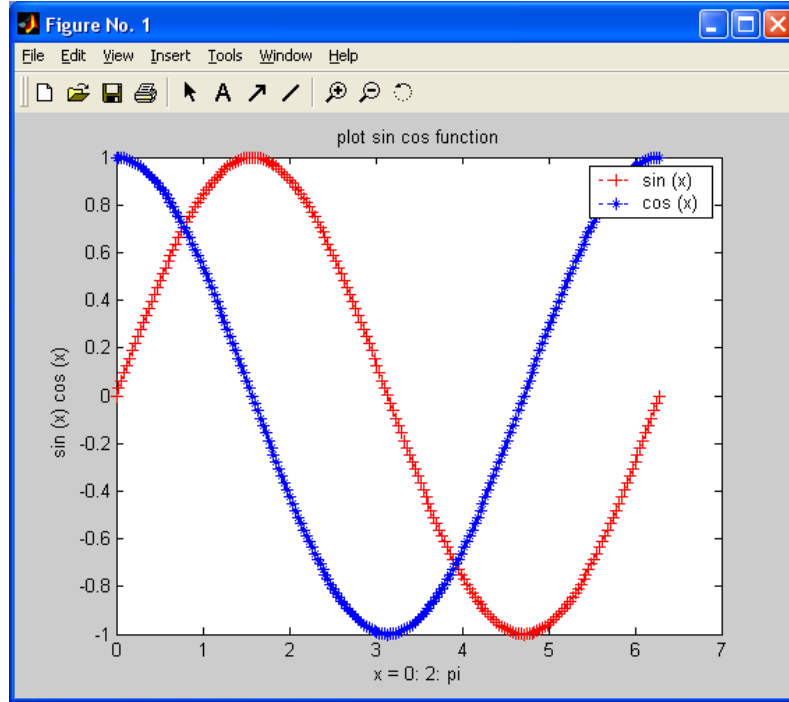 Figure No. 1
File Edit View Insert Tools Window Help
A
plot sin cos function
sin (x)
cos (x)
1
0.8
0.6
0.4
0.2
0
-0.2
-0.4
-0.6
-0.8
-1
sin (x) cos (x)
0 1 2 3 4 5 6 7
x = 0: 2: pi